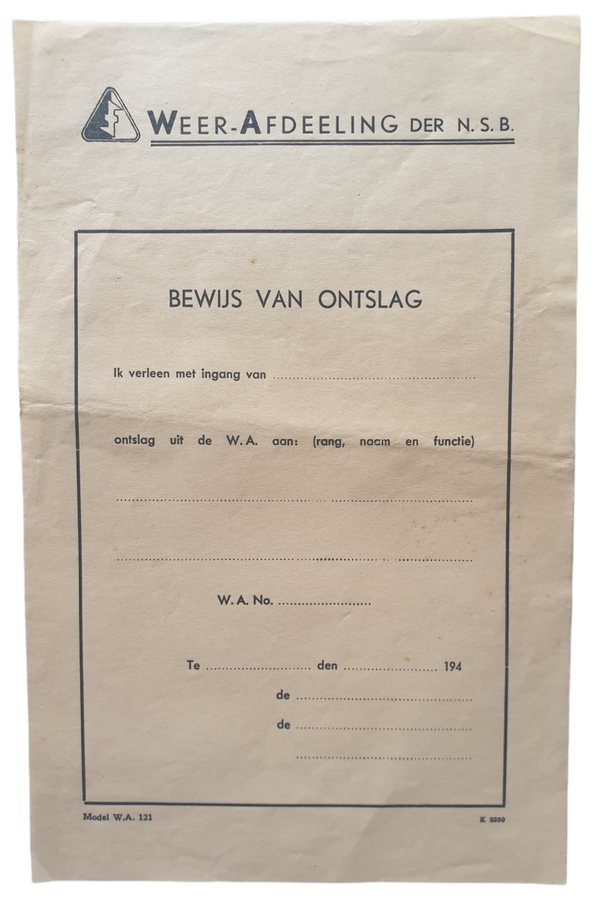 WEER-AFDEELING DER N.S.B.
BEWIJS VAN ONTSLAG
Ik verleen met ingang van ........................................
ontslag uit de W.A. aan: (rang, naam en functie)
................................................................
................................................................
W.A. No. ........................
Te ........................... den ........................ 194
de ........................................
de ........................................
........................................
Model W.A. 121
K 3800